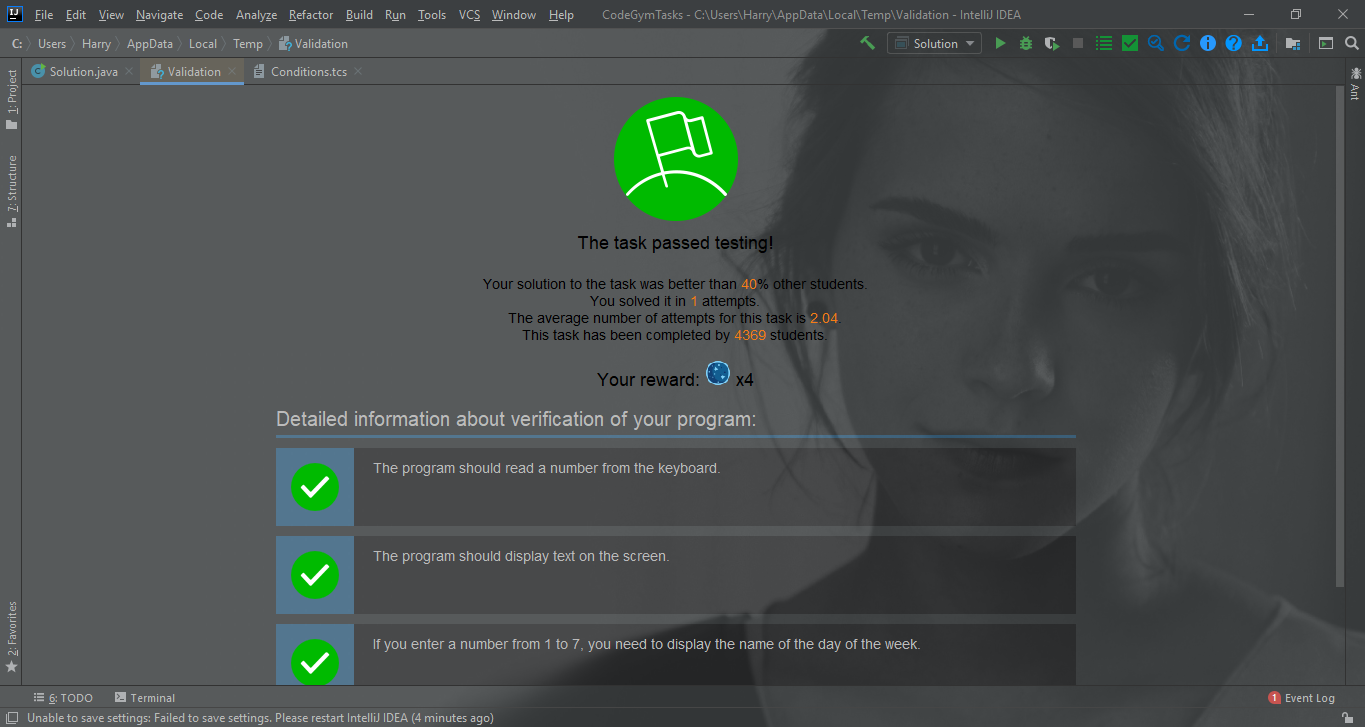 IJ File Edit View Navigate Code Analyze Refactor Build Run Tools VCS Window Help CodeGymTasks - C:\Users\Harry\AppData\Local\Temp\Validation - IntelliJ IDEA
C: Users Harry AppData Local Temp Validation Solution
Solution.java Validation Conditions.tcs
1: Project
7: Structure
2: Favorites
Ant
The task passed testing!
Your solution to the task was better than 40% other students.
You solved it in 1 attempts.
The average number of attempts for this task is 2.04.
This task has been completed by 4369 students.
Your reward: x4
Detailed information about verification of your program:
The program should read a number from the keyboard.
The program should display text on the screen.
If you enter a number from 1 to 7, you need to display the name of the day of the week.
6: TODO Terminal 1 Event Log
Unable to save settings: Failed to save settings. Please restart IntelliJ IDEA (4 minutes ago)